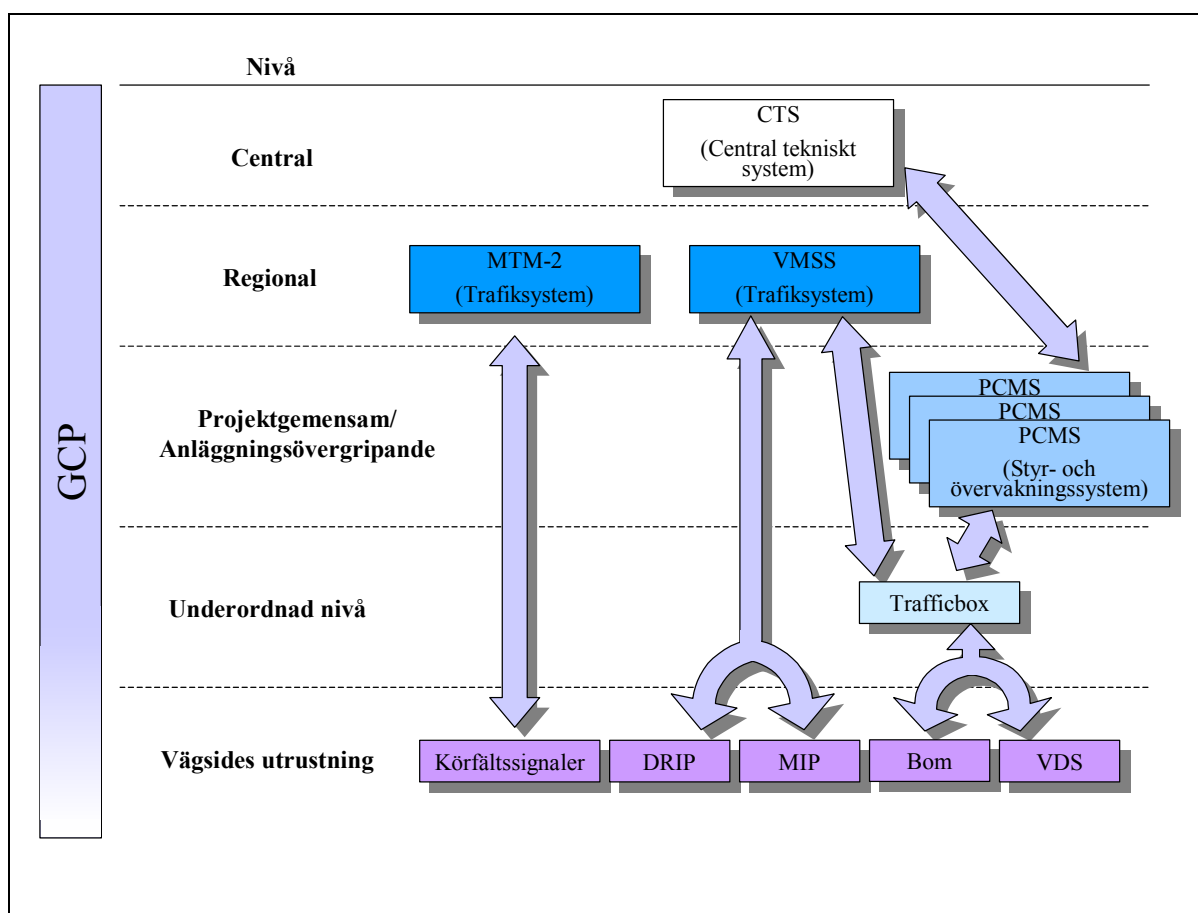 Nivå
GCP
Central
CTS
(Central tekniskt
system)
Regional
MTM-2
(Trafiksystem)
VMSS
(Trafiksystem)
Projektgemensam/
Anläggningsövergripande
PCMS
PCMS
PCMS
(Styr- och
övervakningssystem)
Underordnad nivå
Trafficbox
Vägsides utrustning
Körfältssignaler
DRIP
MIP
Bom
VDS